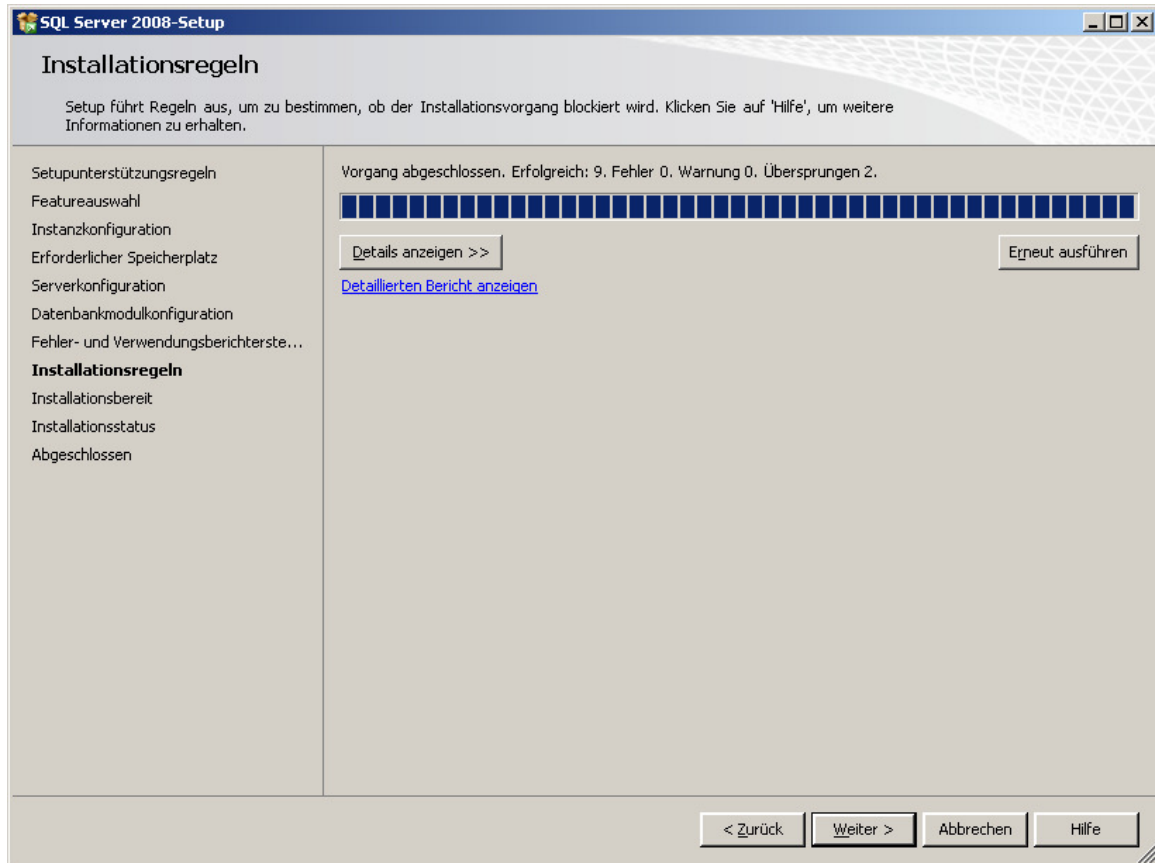 SQL Server 2008-Setup
Installationsregeln
Setup führt Regeln aus, um zu bestimmen, ob der Installationsvorgang blockiert wird. Klicken Sie auf 'Hilfe', um weitere
Informationen zu erhalten.
Setupunterstützungsregeln
Featureauswahl
Instanzkonfiguration
Erforderlicher Speicherplatz
Serverkonfiguration
Datenbankmodulkonfiguration
Fehler- und Verwendungsberichterste...
Installationsregeln
Installationsbereit
Installationsstatus
Abgeschlossen
Vorgang abgeschlossen. Erfolgreich: 9. Fehler 0. Warnung 0. Übersprungen 2.
Details anzeigen >>
Erneut ausführen
Detaillierten Bericht anzeigen
< Zurück
Weiter >
Abbrechen
Hilfe